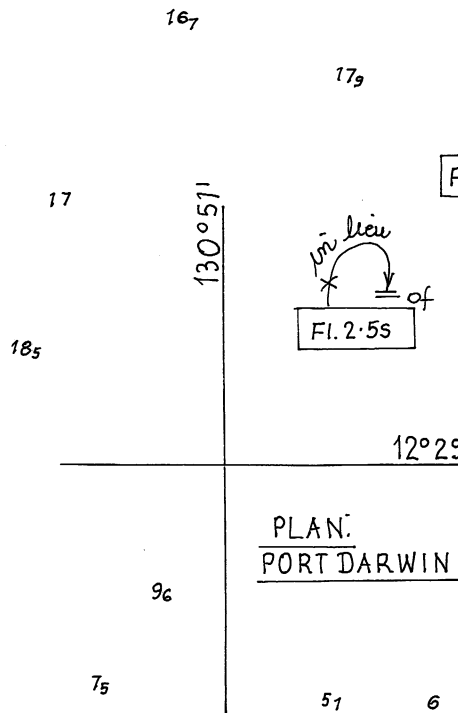 16₇
17₉
F
17
130°51'
in lieu
of
Fl. 2·5s
18₅
12°29
PLAN:
PORT DARWIN
9₆
7₅
5₁ 6